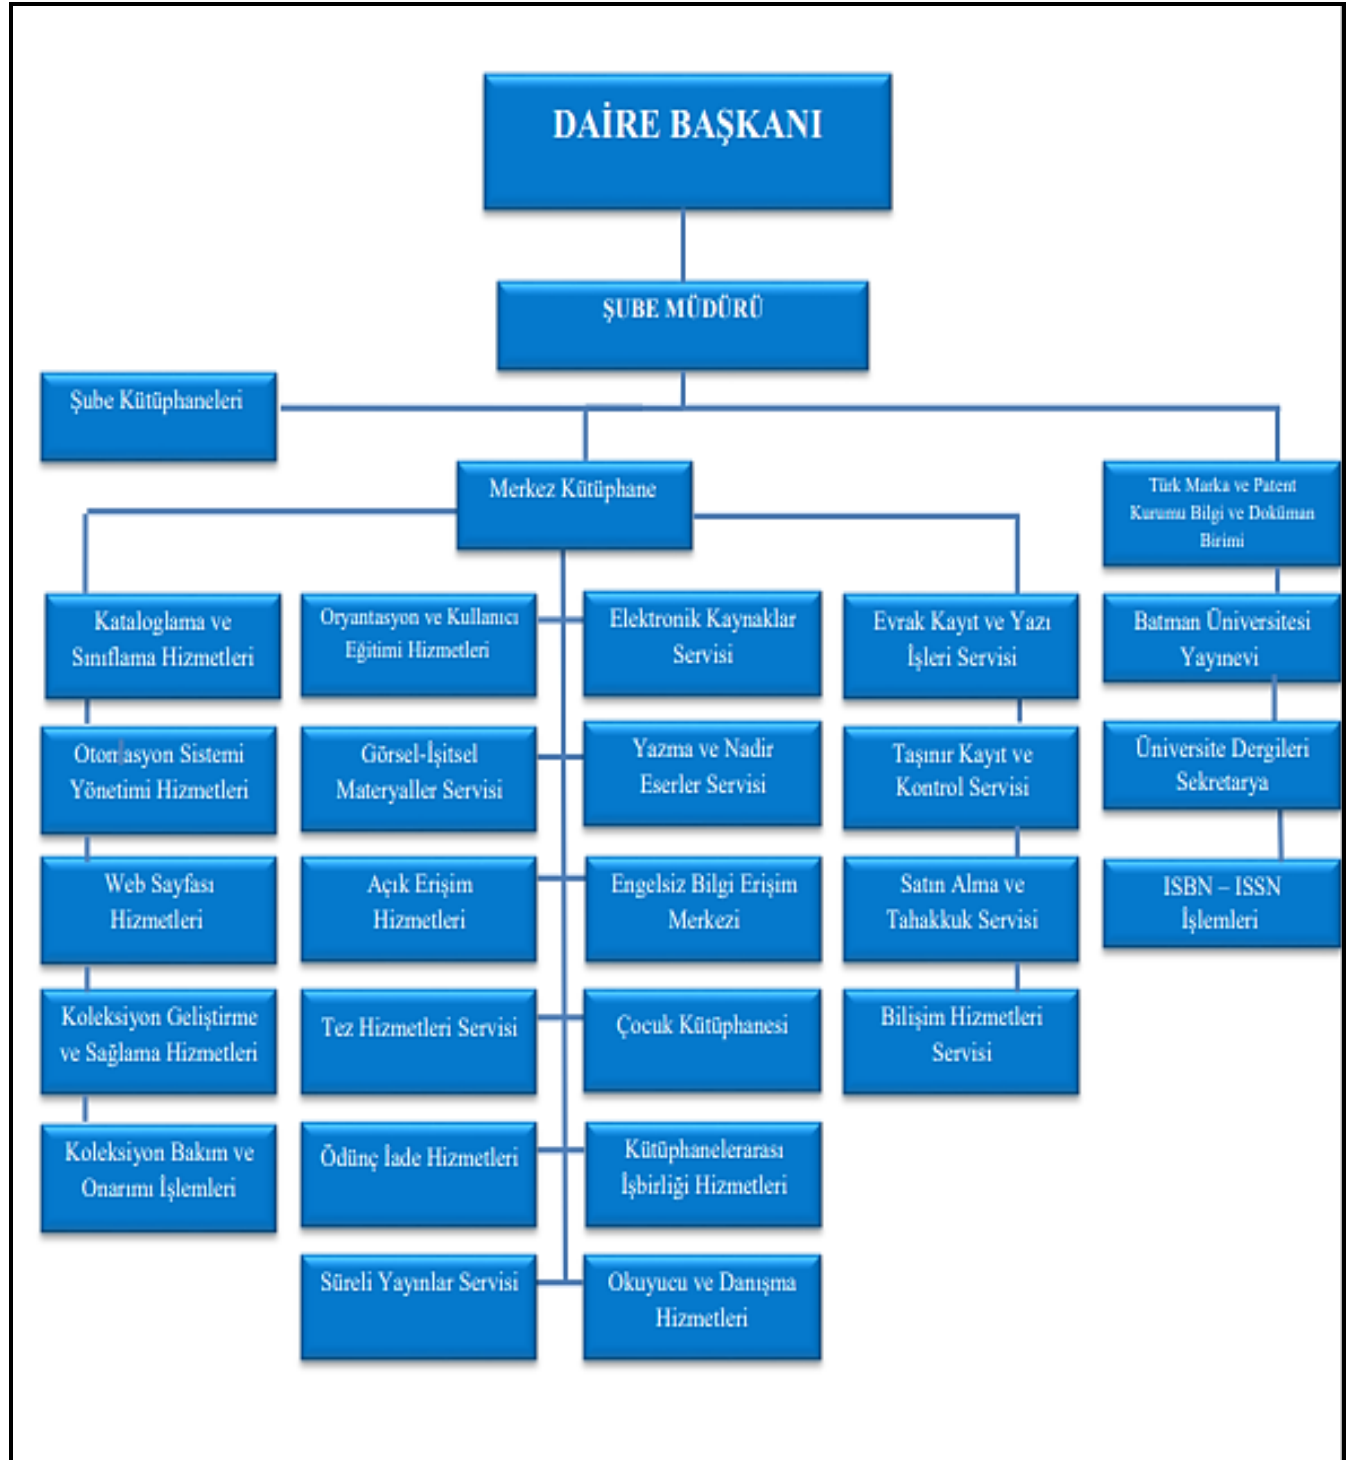 DAİRE BAŞKANI
ŞUBE MÜDÜRÜ
Şube Kütüphaneleri
Merkez Kütüphane
Türk Marka ve Patent
Kurumu Bilgi ve Doküman
Birimi
Kataloglama ve
Sınıflama Hizmetleri
Oryantasyon ve Kullanıcı
Eğitimi Hizmetleri
Elektronik Kaynaklar
Servisi
Evrak Kayıt ve Yazı
İşleri Servisi
Batman Üniversitesi
Yayınevi
Otomasyon Sistemi
Yönetimi Hizmetleri
Görsel-İşitsel
Materyaller Servisi
Yazma ve Nadir
Eserler Servisi
Taşınır Kayıt ve
Kontrol Servisi
Üniversite Dergileri
Sekretarya
Web Sayfası
Hizmetleri
Açık Erişim
Hizmetleri
Engelsiz Bilgi Erişim
Merkezi
Satın Alma ve
Tahakkuk Servisi
ISBN – ISSN
İşlemleri
Koleksiyon Geliştirme
ve Sağlama Hizmetleri
Tez Hizmetleri Servisi
Çocuk Kütüphanesi
Bilişim Hizmetleri
Servisi
Koleksiyon Bakım ve
Onarımı İşlemleri
Ödünç İade Hizmetleri
Kütüphanelerarası
İşbirliği Hizmetleri
Süreli Yayınlar Servisi
Okuyucu ve Danışma
Hizmetleri